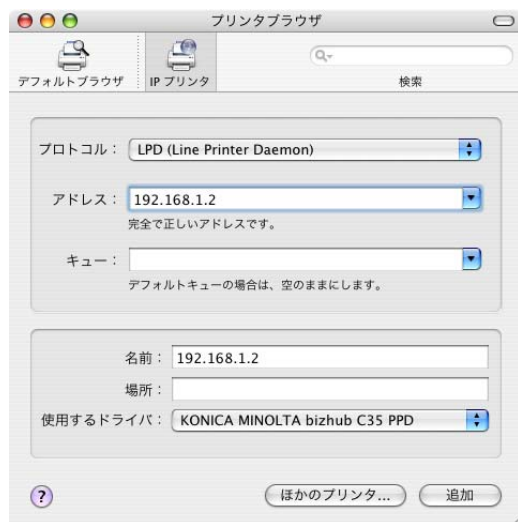 プリンタブラウザ
デフォルトブラウザ
IP プリンタ
検索
プロトコル：
LPD (Line Printer Daemon)
アドレス：
192.168.1.2
完全で正しいアドレスです。
キュー：
デフォルトキューの場合は、空のままにします。
名前：
192.168.1.2
場所：
使用するドライバ：
KONICA MINOLTA bizhub C35 PPD
?
ほかのプリンタ...
追加